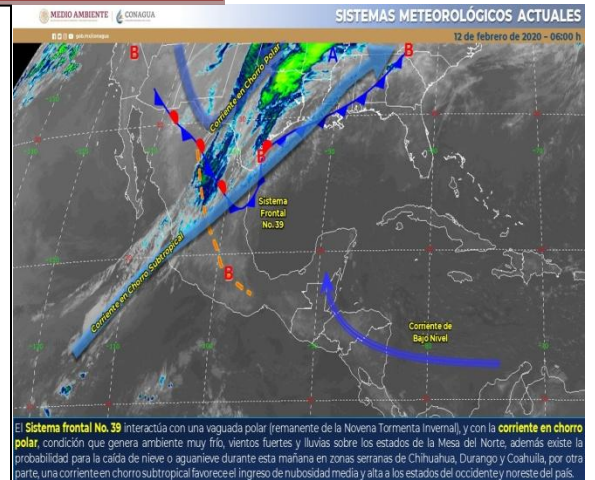 MEDIO AMBIENTE CONAGUA
SISTEMAS METEOROLÓGICOS ACTUALES
gob.mx/conagua
12 de febrero de 2020 – 06:00 h
B
A
B
Corriente en Chorro Polar
B
Sistema
Frontal
No. 39
Corriente en Chorro Subtropical
B
Corriente de
Bajo Nivel
El Sistema frontal No. 39 interactúa con una vaguada polar (remanente de la Novena Tormenta Invernal), y con la corriente en chorro
polar, condición que genera ambiente muy frío, vientos fuertes y lluvias sobre los estados de la Mesa del Norte, además existe la
probabilidad para la caída de nieve o aguanieve durante esta mañana en zonas serranas de Chihuahua, Durango y Coahuila, por otra
parte, una corriente en chorro subtropical favorece el ingreso de nubosidad media y alta a los estados del occidente y noreste del país.